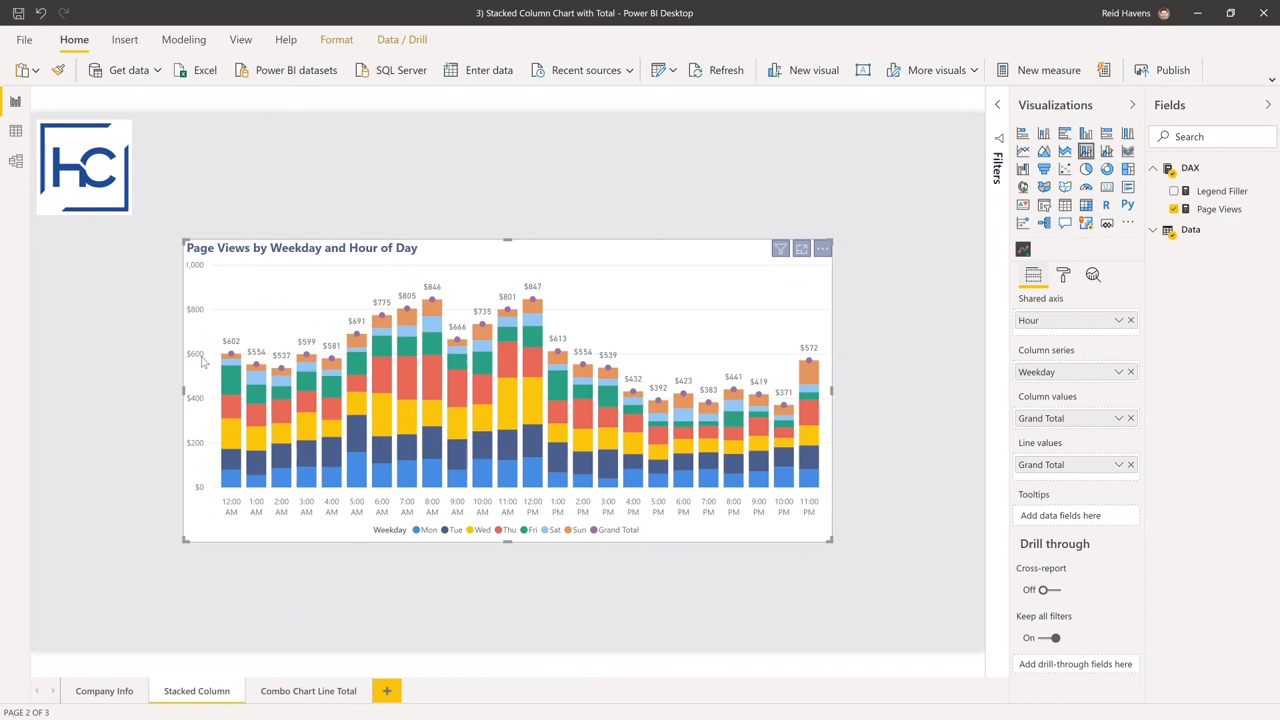 3) Stacked Column Chart with Total - Power BI Desktop
Reid Havens
File Home Insert Modeling View Help Format Data / Drill
Get data Excel Power BI datasets SQL Server Enter data Recent sources Refresh New visual More visuals New measure Publish
HC
Filters
Page Views by Weekday and Hour of Day
1,000
$800
$600
$400
$200
$0
$602 $554 $537 $599 $581 $691 $775 $805 $846 $666 $735 $801 $847 $613 $554 $539 $432 $392 $423 $383 $441 $419 $371 $572
12:00 1:00 2:00 3:00 4:00 5:00 6:00 7:00 8:00 9:00 10:00 11:00 12:00 1:00 2:00 3:00 4:00 5:00 6:00 7:00 8:00 9:00 10:00 11:00
AM AM AM AM AM AM AM AM AM AM AM AM PM PM PM PM PM PM PM PM PM PM PM PM
Weekday Mon Tue Wed Thu Fri Sat Sun Grand Total
Visualizations
R
Py
Shared axis
Hour
Column series
Weekday
Column values
Grand Total
Line values
Grand Total
Tooltips
Add data fields here
Drill through
Cross-report
Off
Keep all filters
On
Add drill-through fields here
Fields
Search
DAX
Legend Filler
Page Views
Data
Company Info Stacked Column Combo Chart Line Total +
PAGE 2 OF 3